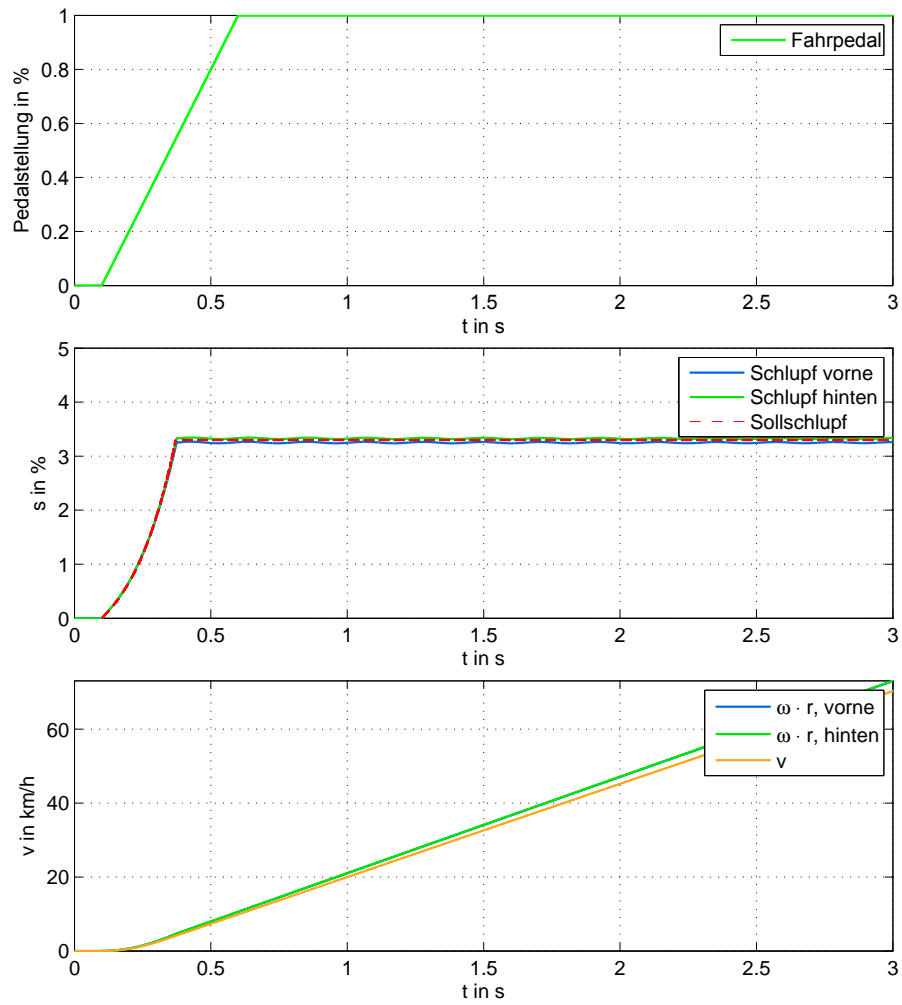 1
0.8
0.6
0.4
0.2
0
Pedalstellung in %
Fahrpedal
0 0.5 1 1.5 2 2.5 3
t in s
5
4
3
2
1
0
s in %
Schlupf vorne
Schlupf hinten
Sollschlupf
0 0.5 1 1.5 2 2.5 3
t in s
60
40
20
0
v in km/h
ω · r, vorne
ω · r, hinten
v
0 0.5 1 1.5 2 2.5 3
t in s